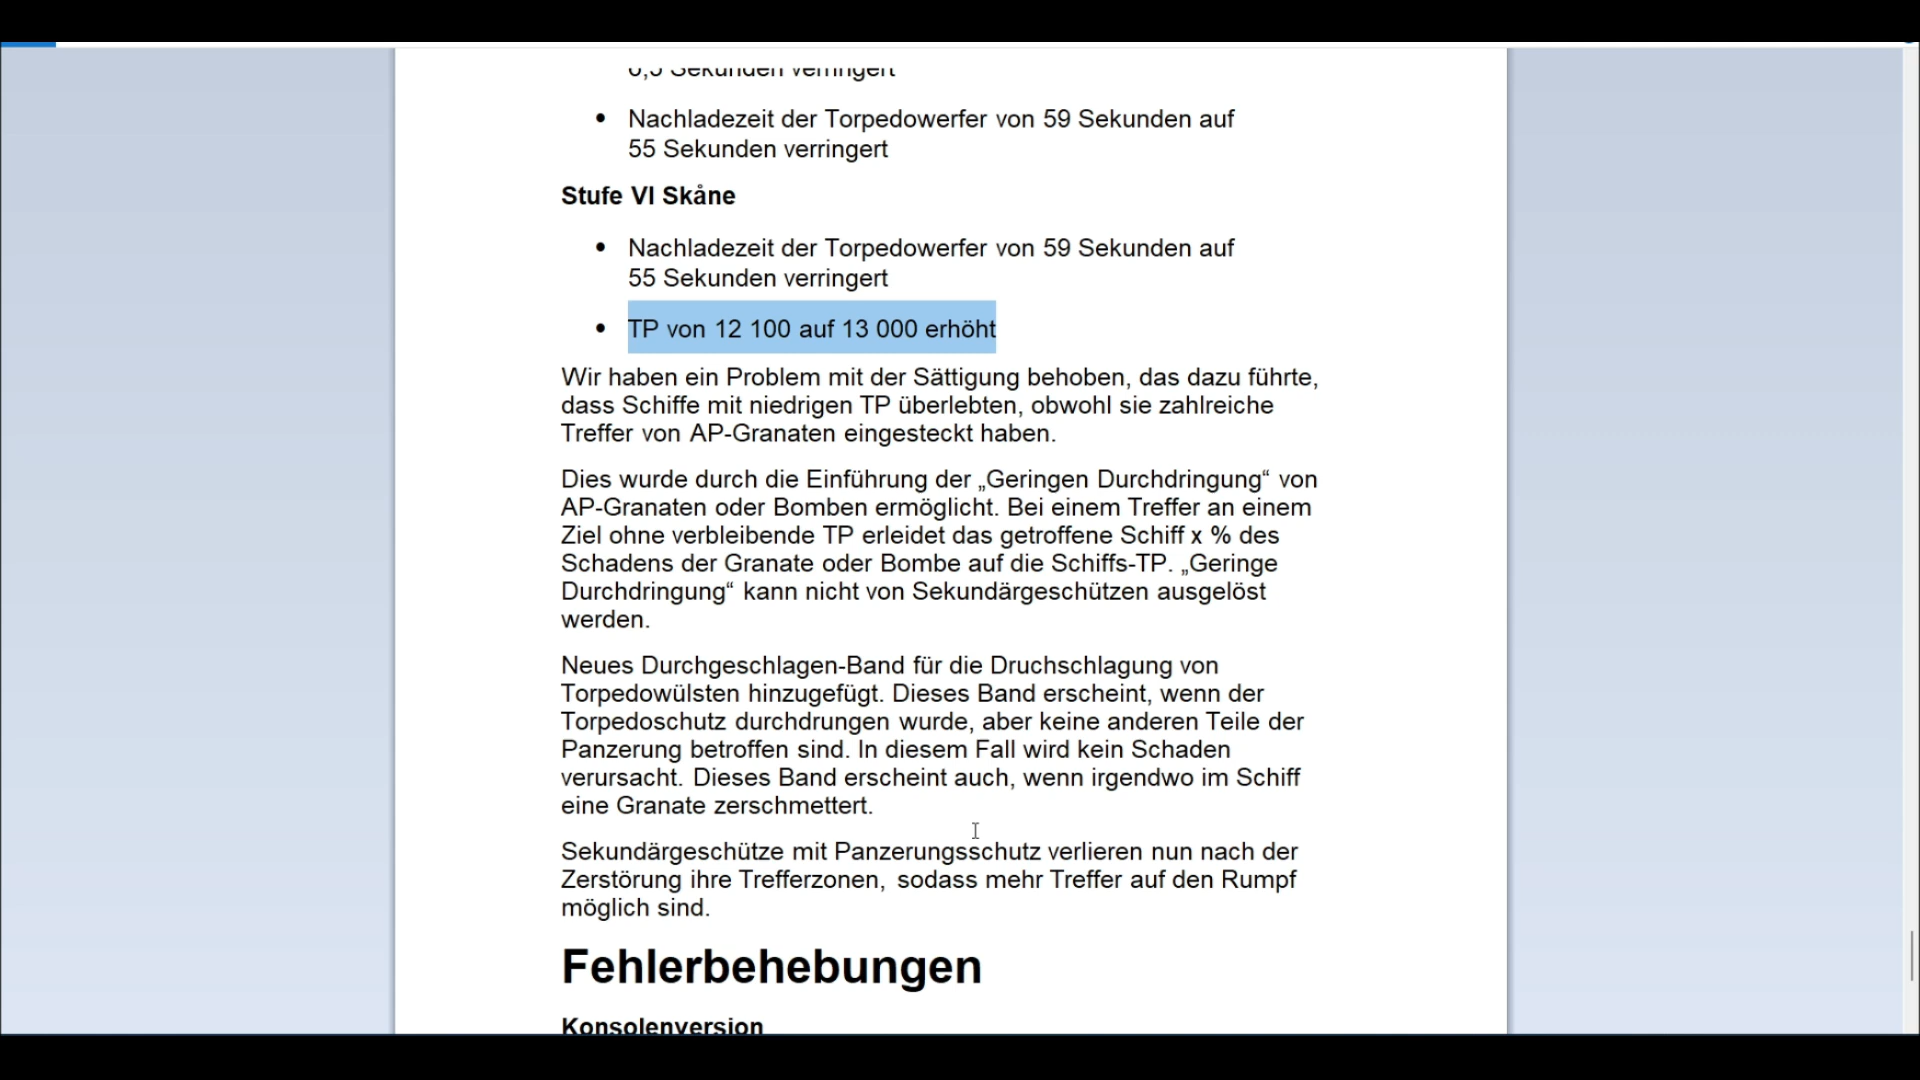 6,5 Sekunden verringert
Nachladezeit der Torpedowerfer von 59 Sekunden auf
55 Sekunden verringert
Stufe VI Skåne
Nachladezeit der Torpedowerfer von 59 Sekunden auf
55 Sekunden verringert
TP von 12 100 auf 13 000 erhöht
Wir haben ein Problem mit der Sättigung behoben, das dazu führte,
dass Schiffe mit niedrigen TP überlebten, obwohl sie zahlreiche
Treffer von AP-Granaten eingesteckt haben.
Dies wurde durch die Einführung der „Geringen Durchdringung“ von
AP-Granaten oder Bomben ermöglicht. Bei einem Treffer an einem
Ziel ohne verbleibende TP erleidet das getroffene Schiff x % des
Schadens der Granate oder Bombe auf die Schiffs-TP. „Geringe
Durchdringung“ kann nicht von Sekundärgeschützen ausgelöst
werden.
Neues Durchgeschlagen-Band für die Druchschlagung von
Torpedowülsten hinzugefügt. Dieses Band erscheint, wenn der
Torpedoschutz durchdrungen wurde, aber keine anderen Teile der
Panzerung betroffen sind. In diesem Fall wird kein Schaden
verursacht. Dieses Band erscheint auch, wenn irgendwo im Schiff
eine Granate zerschmettert.
Sekundärgeschütze mit Panzerungsschutz verlieren nun nach der
Zerstörung ihre Trefferzonen, sodass mehr Treffer auf den Rumpf
möglich sind.
Fehlerbehebungen
Konsolenversion